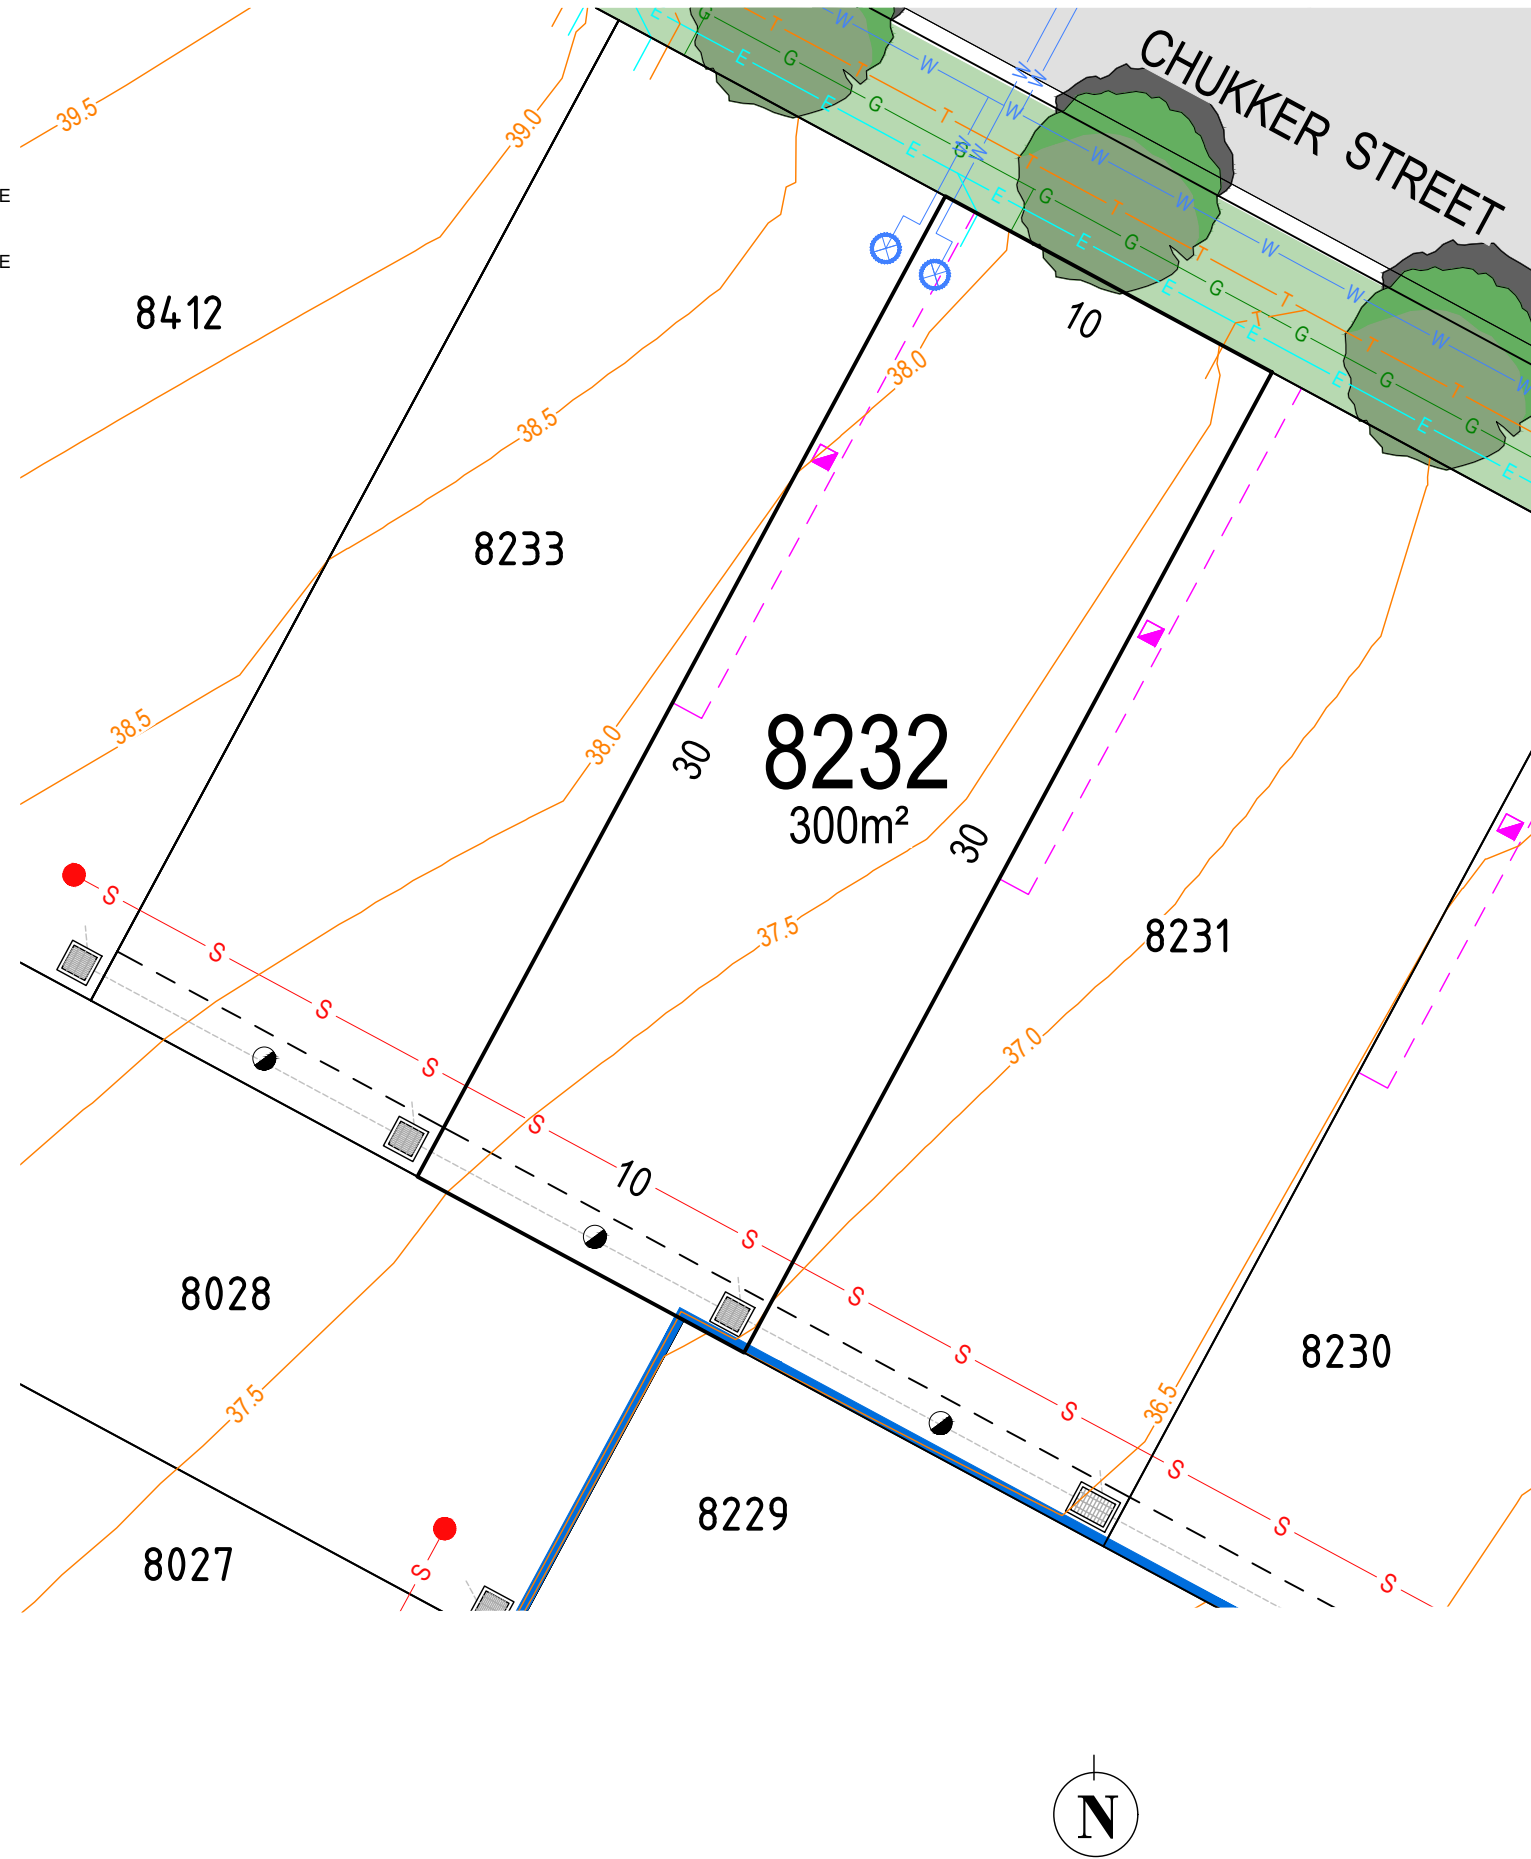 CHUKKER STREET
39.5
39.0
E
E
8412
10
38.0
38.5
8233
38.5
38.0
30
8232
300m²
30
37.5
8231
37.0
10
8028
8230
37.5
36.5
8229
8027
S S S S S S S S S S S S
S
E E E E E E E E E E E
G G G G G G G G G G
T T T T T T T T
W W W W W W W W W
W W
W W
N